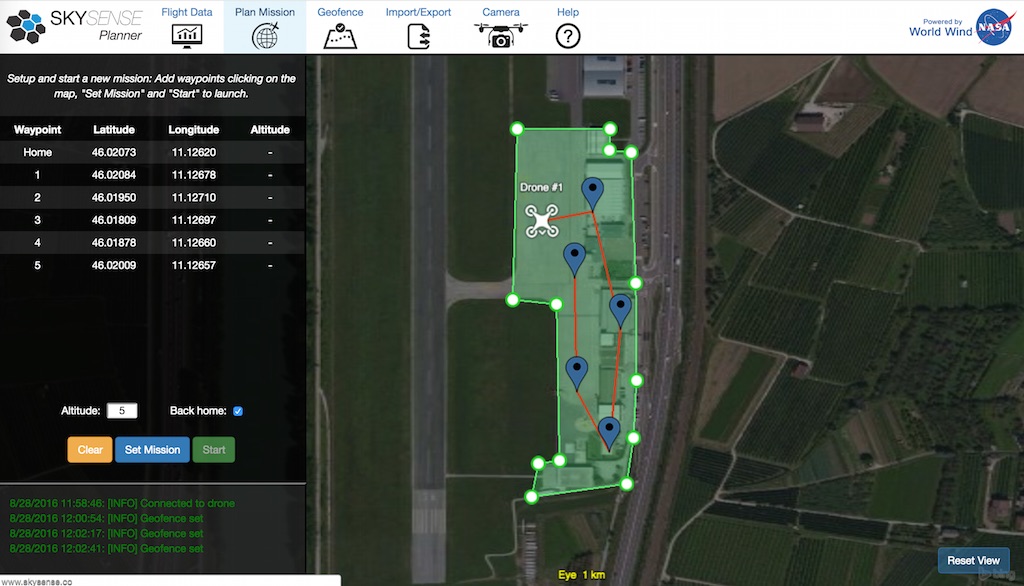 SKYSENSE
Planner
Flight Data
Plan Mission
Geofence
Import/Export
Camera
Help
Powered by
World Wind
NASA
Setup and start a new mission: Add waypoints clicking on the
map, "Set Mission" and "Start" to launch.
Waypoint Latitude Longitude Altitude
Home 46.02073 11.12620 -
1 46.02084 11.12678 -
2 46.01950 11.12710 -
3 46.01809 11.12697 -
4 46.01878 11.12660 -
5 46.02009 11.12657 -
Drone #1
Altitude: 5 Back home:
Clear Set Mission Start
8/28/2016 11:58:46: [INFO] Connected to drone
8/28/2016 12:00:54: [INFO] Geofence set
8/28/2016 12:02:17: [INFO] Geofence set
8/28/2016 12:02:41: [INFO] Geofence set
Reset View
Eye 1 km
www.skysense.co